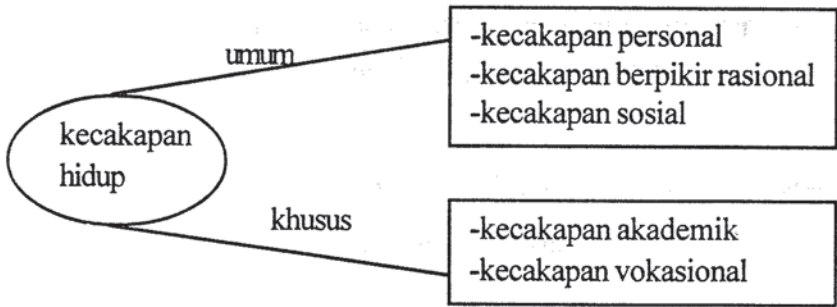 umum
-kecakapan personal
-kecakapan berpikir rasional
-kecakapan sosial
kecakapan
hidup
khusus
-kecakapan akademik
-kecakapan vokasional